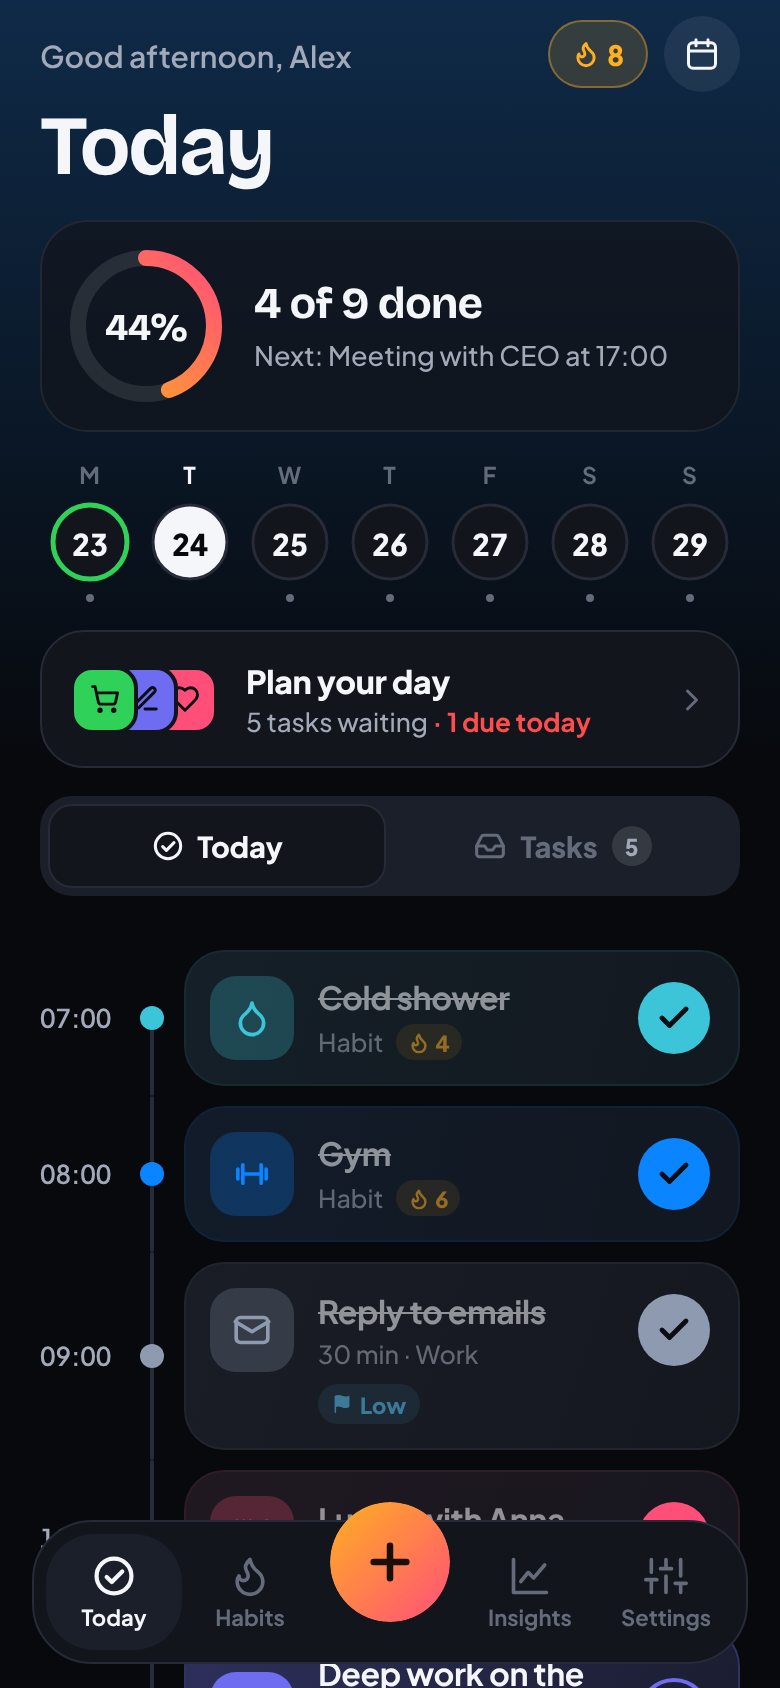 Good afternoon, Alex
8
Today
44%
4 of 9 done
Next: Meeting with CEO at 17:00
M T W T F S S
23 24 25 26 27 28 29
Plan your day
5 tasks waiting · 1 due today
Today
Tasks 5
07:00
Cold shower
Habit 4
08:00
Gym
Habit 6
09:00
Reply to emails
30 min · Work
Low
with Anna
Today
Habits
Insights
Settings
Deep work on the